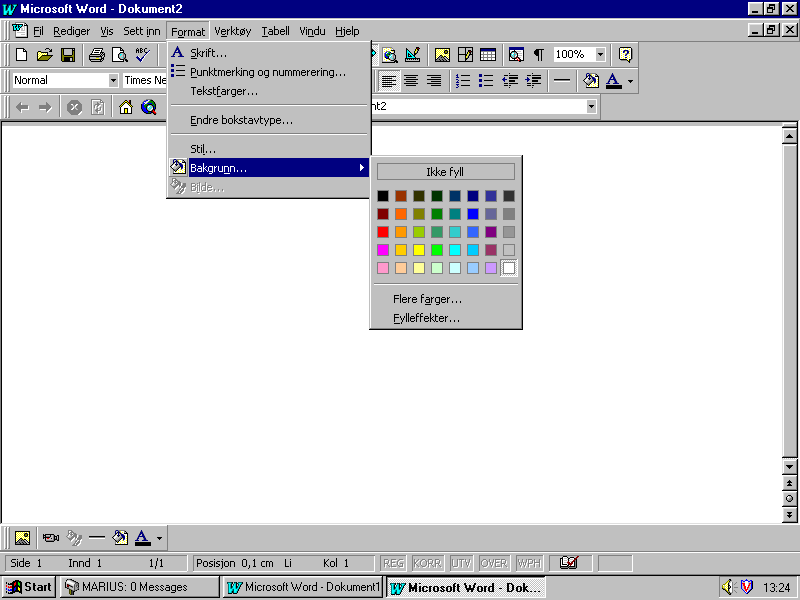 Microsoft Word - Dokument2
Fil Rediger Vis Sett inn Format Verktøy Tabell Vindu Hjelp
100%
Normal Times Ne
nt2
Skrift...
Punktmerking og nummerering...
Tekstfarger...
Endre bokstavtype...
Stil...
Bakgrunn...
Bilde...
Ikke fyll
Flere farger...
Fylleffekter...
Side 1 Innd 1 1/1 Posisjon 0,1 cm Li Kol 1 REG KORR UTV OVER WPH
Start MARIUS: 0 Messages Microsoft Word - Dokument1 Microsoft Word - Dok... 13:24